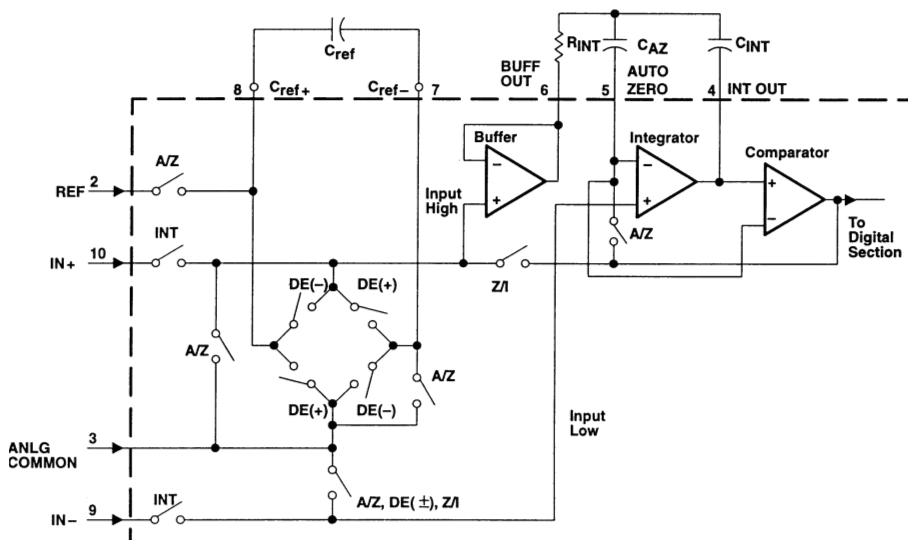 Cref
RINT
CAZ
CINT
BUFF
OUT
AUTO
ZERO
INT OUT
8
Cref+
Cref−
7
6
5
4
Buffer
Integrator
Comparator
A/Z
REF
2
Input
High
−
+
−
+
+
−
A/Z
To
Digital
Section
INT
IN+
10
Z/I
DE(−)
DE(+)
A/Z
A/Z
DE(+)
DE(−)
Input
Low
ANLG
COMMON
3
INT
A/Z, DE(±), Z/I
IN−
9